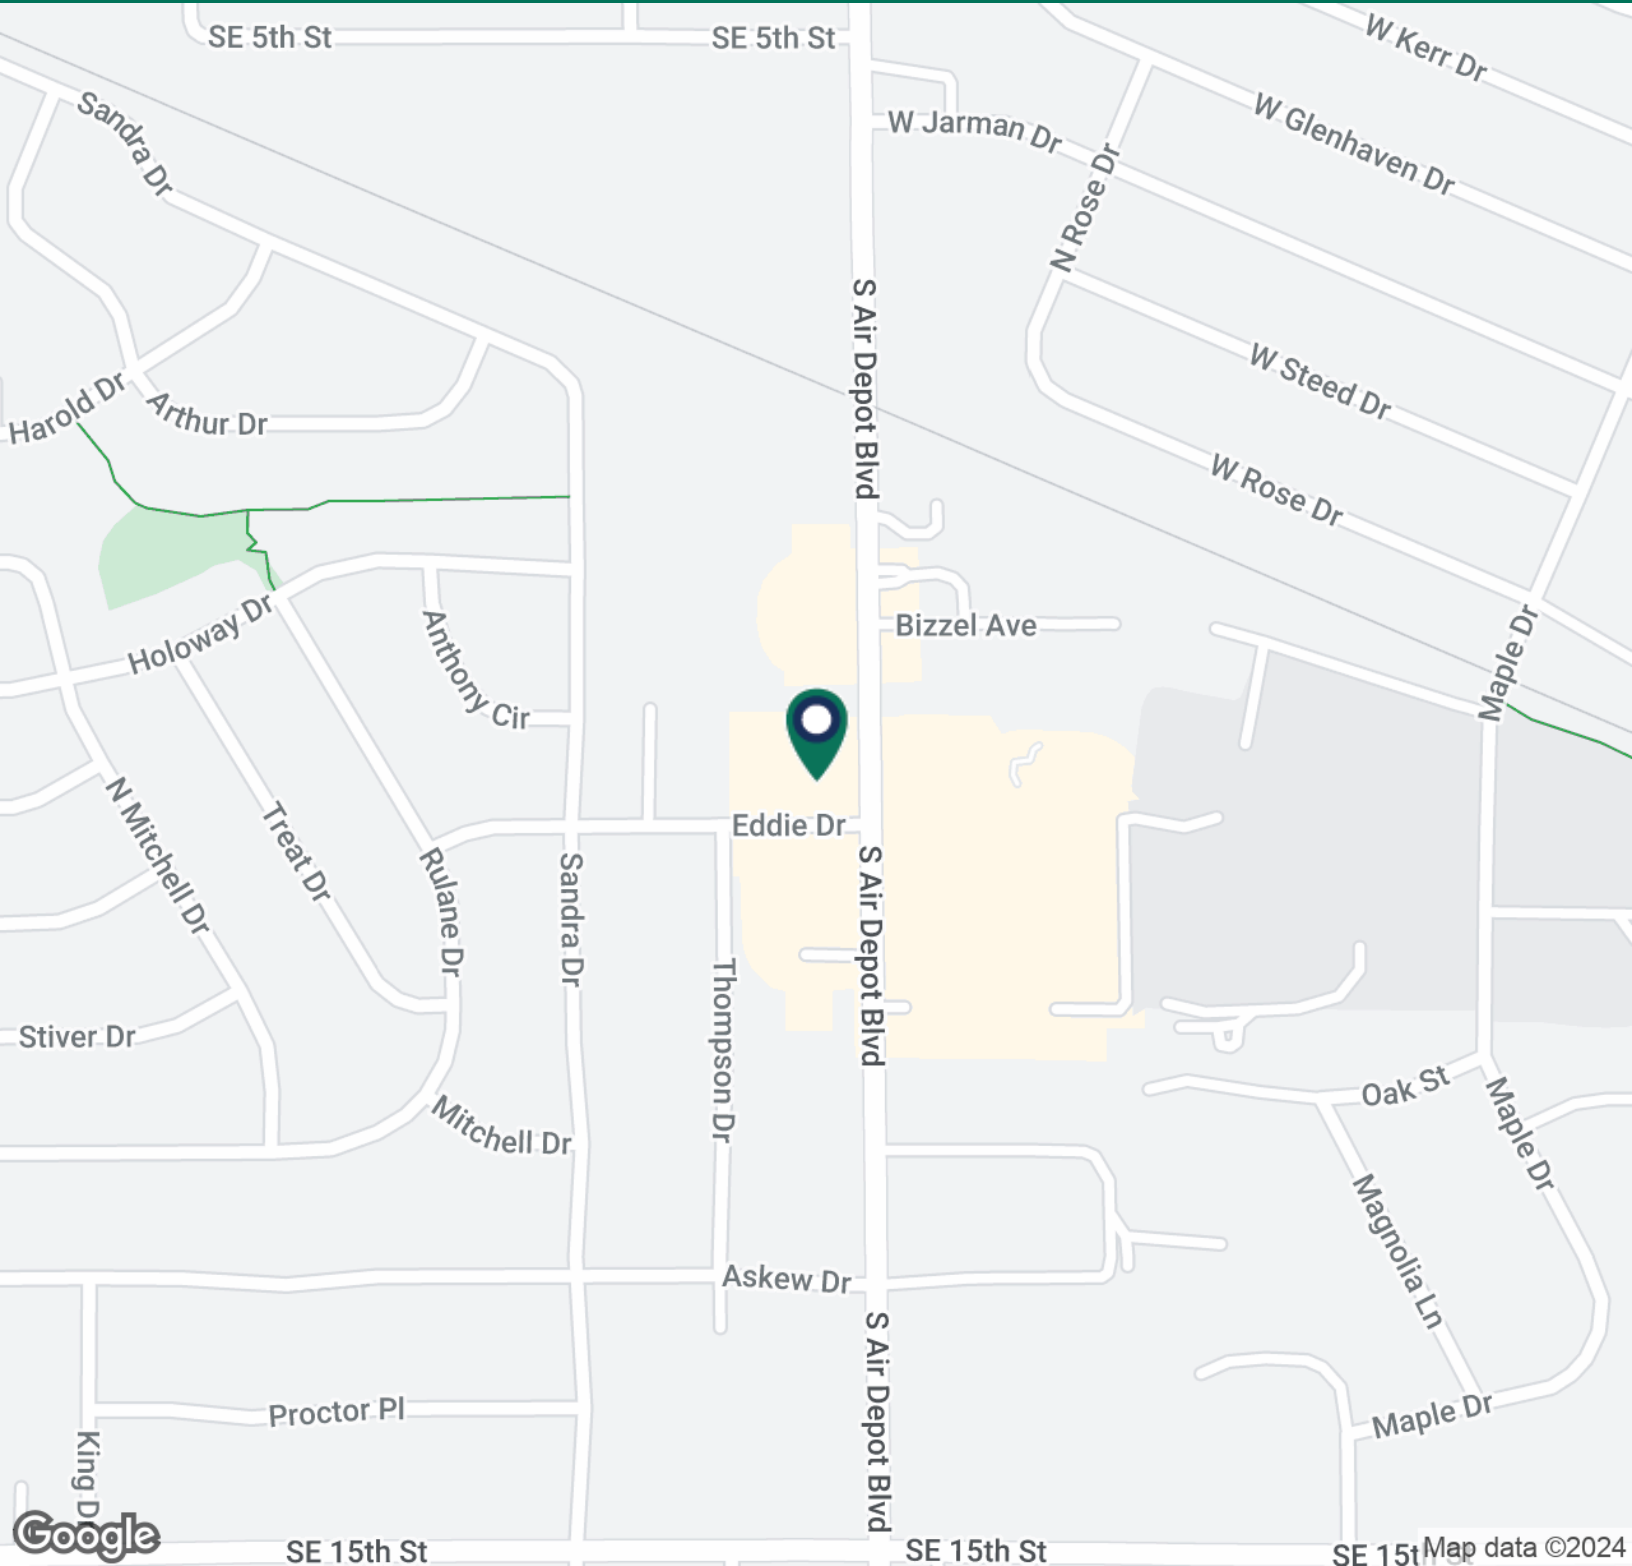 SE 5th St
SE 5th St
W Kerr Dr
W Glenhaven Dr
W Jarman Dr
Sandra Dr
N Rose Dr
S Air Depot Blvd
W Steed Dr
Harold Dr
Arthur Dr
W Rose Dr
Bizzel Ave
Holoway Dr
Anthony Cir
Maple Dr
N Mitchell Dr
Treat Dr
Eddie Dr
Rulane Dr
Sandra Dr
S Air Depot Blvd
Thompson Dr
Stiver Dr
Mitchell Dr
Oak St
Maple Dr
Magnolia Ln
Askew Dr
S Air Depot Blvd
Proctor Pl
Maple Dr
King Dr
Google
SE 15th St
SE 15th St
SE 15th St
Map data ©2024